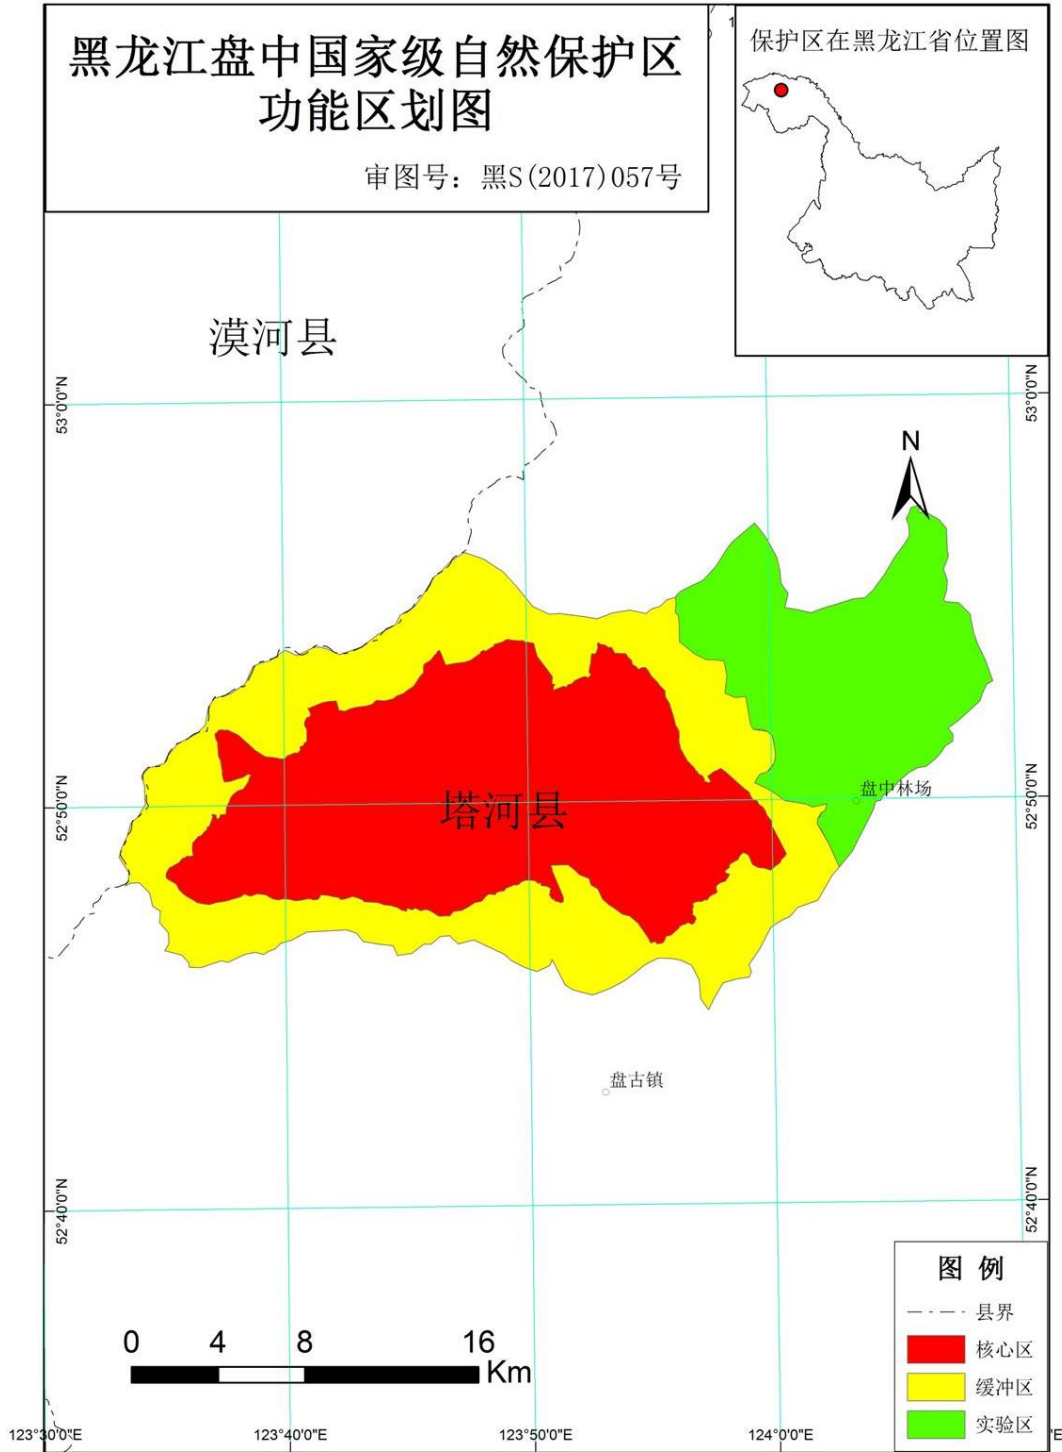 黑龙江盘中国家级自然保护区
功能区划图
审图号：黑S(2017)057号
保护区在黑龙江省位置图
漠河县
53°0'0"N
53°0'0"N
N
52°50'0"N
塔河县
盘中林场
52°50'0"N
盘古镇
52°40'0"N
52°40'0"N
图 例
县界
核心区
缓冲区
实验区
0 4 8 16
Km
123°30'0"E 123°40'0"E 123°50'0"E 124°0'0"E